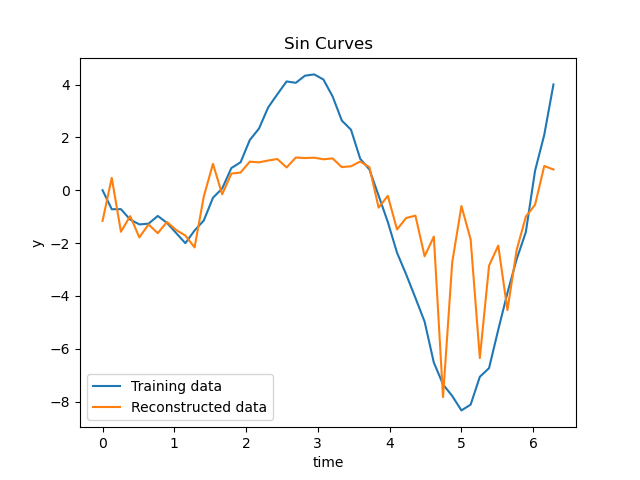 Sin Curves
4
2
0
−2
−4
−6
−8
y
Training data
Reconstructed data
0 1 2 3 4 5 6
time